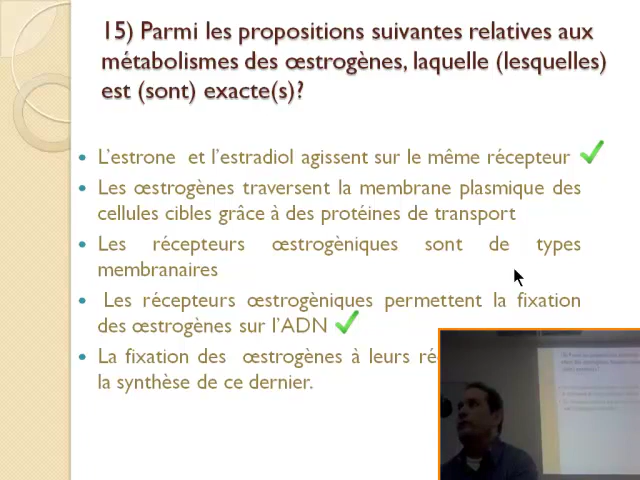 15) Parmi les propositions suivantes relatives aux
métabolismes des œstrogènes, laquelle (lesquelles)
est (sont) exacte(s)?
• L'estrone et l'estradiol agissent sur le même récepteur
• Les œstrogènes traversent la membrane plasmique des
cellules cibles grâce à des protéines de transport
• Les récepteurs œstrogèniques sont de types
membranaires
• Les récepteurs œstrogèniques permettent la fixation
des œstrogènes sur l'ADN
• La fixation des œstrogènes à leurs
la synthèse de ce dernier.